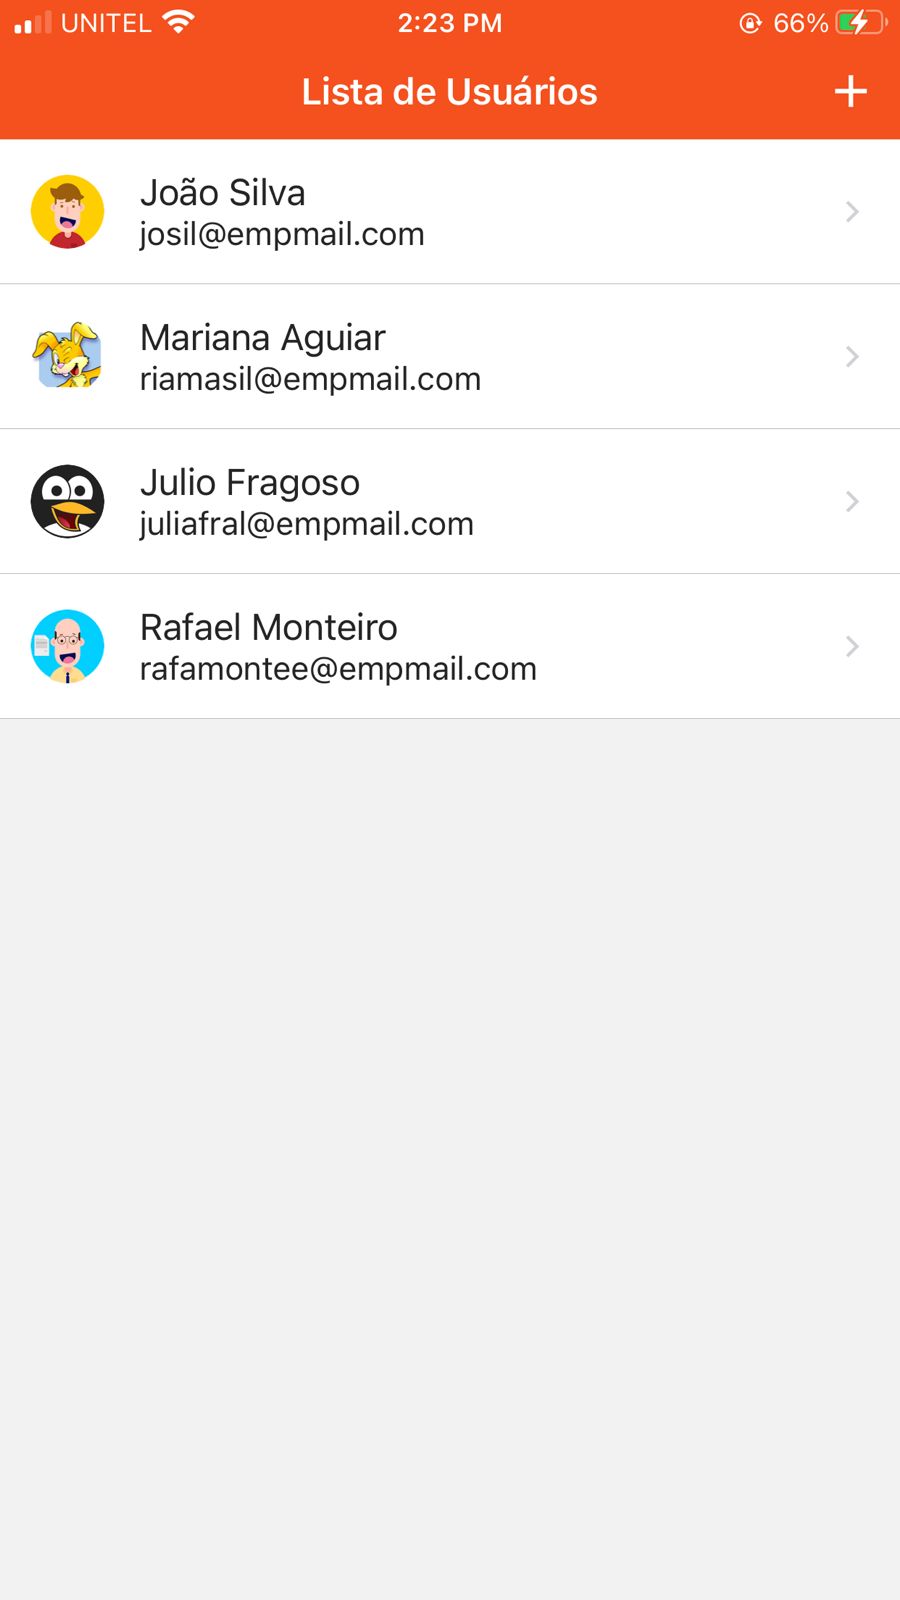 UNITEL 2:23 PM 66%
Lista de Usuários
João Silva
josil@empmail.com
Mariana Aguiar
riamasil@empmail.com
Julio Fragoso
juliafral@empmail.com
Rafael Monteiro
rafamontee@empmail.com